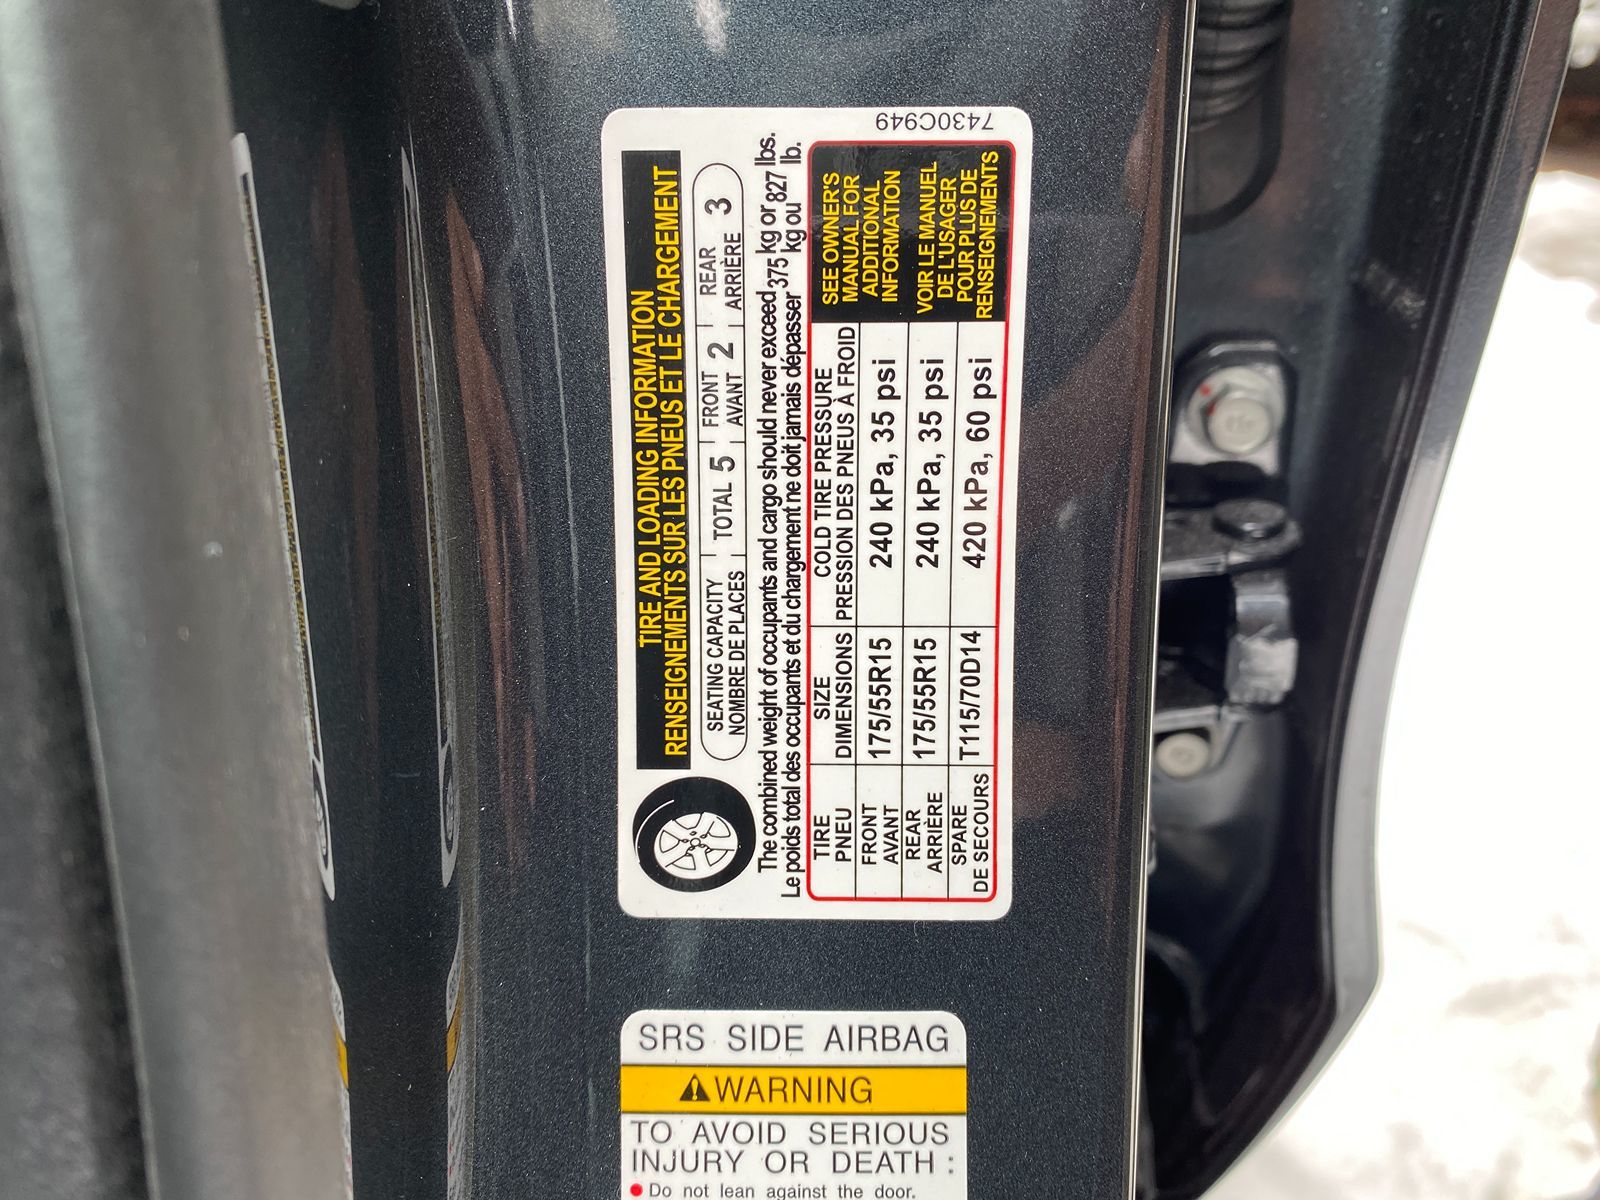 TIRE AND LOADING INFORMATION
RENSEIGNEMENTS SUR LES PNEUS ET LE CHARGEMENT
SEATING CAPACITY
NOMBRE DE PLACES
TOTAL 5
FRONT
AVANT
2
REAR
ARRIÈRE
3
The combined weight of occupants and cargo should never exceed 375 kg or 827 lbs.
Le poids total des occupants et du chargement ne doit jamais dépasser kg ou lb.
TIRE
PNEU
SIZE
DIMENSIONS
COLD TIRE PRESSURE
PRESSION DES PNEUS À FROID
FRONT
AVANT
175/55R15
240 kPa, 35 psi
REAR
ARRIÈRE
175/55R15
240 kPa, 35 psi
SPARE
DE SECOURS
T115/70D14
420 kPa, 60 psi
SEE OWNER'S
MANUAL FOR
ADDITIONAL
INFORMATION
VOIR LE MANUEL
DE L'USAGER
POUR PLUS DE
RENSEIGNEMENTS
7430C949
SRS SIDE AIRBAG
WARNING
TO AVOID SERIOUS
INJURY OR DEATH :
• Do not lean against the door.